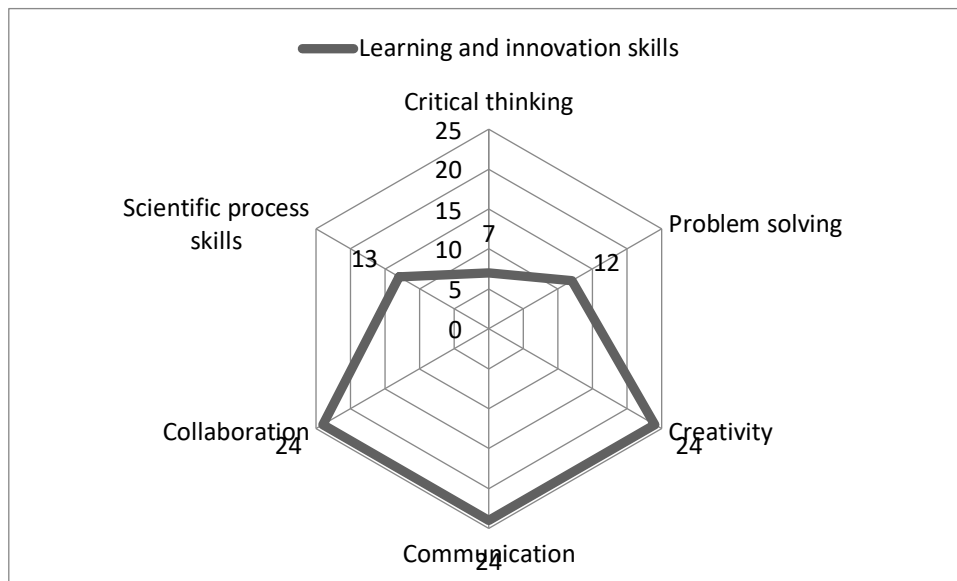 Learning and innovation skills
Critical thinking
25
20
15
10
5
0
7
Problem solving
12
Creativity
24
Communication
24
Collaboration
24
Scientific process
skills
13